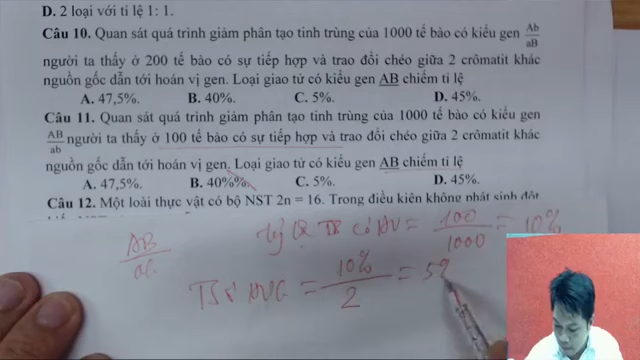 D. 2 loại với tỉ lệ 1: 1.
Câu 10. Quan sát quá trình giảm phân tạo tinh trùng của 1000 tế bào có kiểu gen Ab/aB
người ta thấy ở 200 tế bào có sự tiếp hợp và trao đổi chéo giữa 2 crômatit khác
nguồn gốc dẫn tới hoán vị gen. Loại giao tử có kiểu gen AB chiếm tỉ lệ
A. 47,5%. B. 40%. C. 5%. D. 45%.
Câu 11. Quan sát quá trình giảm phân tạo tinh trùng của 1000 tế bào có kiểu gen
AB/ab người ta thấy ở 100 tế bào có sự tiếp hợp và trao đổi chéo giữa 2 crômatit khác
nguồn gốc dẫn tới hoán vị gen. Loại giao tử có kiểu gen AB chiếm tỉ lệ
A. 47,5%. B. 40%%. C. 5%. D. 45%.
Câu 12. Một loài thực vật có bộ NST 2n = 16. Trong điều kiện không phát sinh đột
AB/ab TB có HV = 100/1000 = 10%
HVG = 10%/2 = 5%